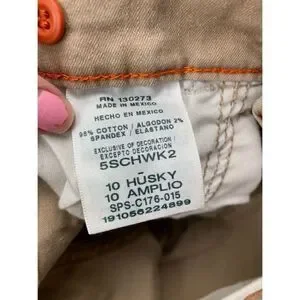 RN 130273
MADE IN MEXICO
HECHO EN MEXICO
98% COTTON / ALGODON 2%
SPANDEX / ELASTANO
EXCLUSIVE OF DECORATION /
EXCEPTO DECORACION
5SCHWK2
10 HUSKY
10 AMPLIO
SPS-C176-015
191056224899